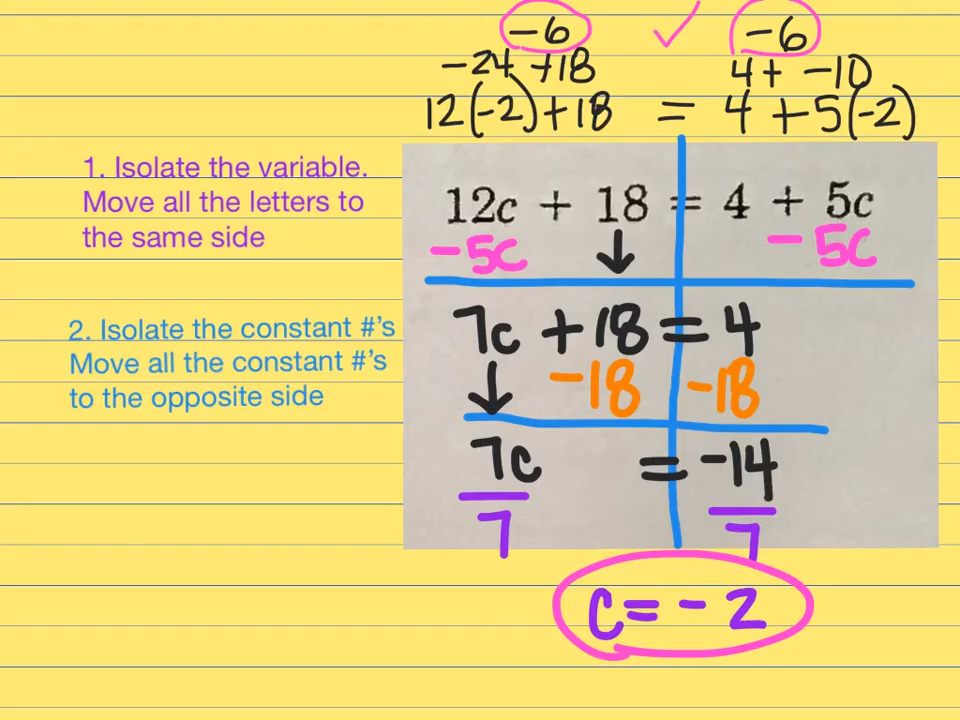 -6 ✓ -6
-24 +18 4+ -10
12(-2)+18 = 4 +5(-2)
1. Isolate the variable.
Move all the letters to
the same side
12c + 18 = 4 + 5c
-5c ↓ - 5c
2. Isolate the constant #'s
Move all the constant #'s
to the opposite side
7c +18 = 4
↓ -18 -18
7c = -14
7 7
c = - 2